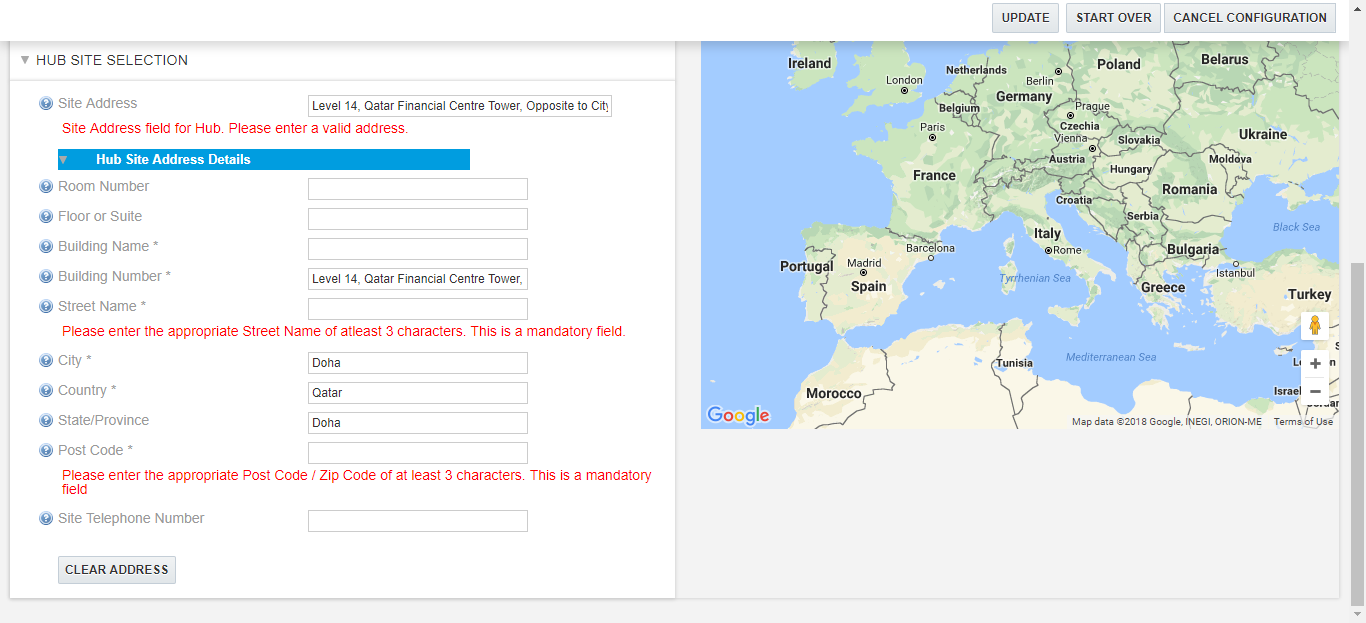 UPDATE
START OVER
CANCEL CONFIGURATION
HUB SITE SELECTION
Site Address
Level 14, Qatar Financial Centre Tower, Opposite to City
Site Address field for Hub. Please enter a valid address.
Hub Site Address Details
Room Number
Floor or Suite
Building Name *
Building Number *
Level 14, Qatar Financial Centre Tower,
Street Name *
Please enter the appropriate Street Name of atleast 3 characters. This is a mandatory field.
City *
Doha
Country *
Qatar
State/Province
Doha
Post Code *
Please enter the appropriate Post Code / Zip Code of at least 3 characters. This is a mandatory
field
Site Telephone Number
CLEAR ADDRESS
Ireland
London
Netherlands
Berlin
Poland
Belarus
Germany
Belgium
Prague
Paris
Czechia
Vienna
Slovakia
Ukraine
Austria
Moldova
France
Hungary
Romania
Croatia
Serbia
Italy
Black Sea
Barcelona
Rome
Bulgaria
Portugal
Madrid
Istanbul
Spain
Tyrrhenian Sea
Greece
Turkey
Tunisia
Mediterranean Sea
Morocco
Israel
Google
Map data ©2018 Google, INEGI, ORION-ME
Terms of Use